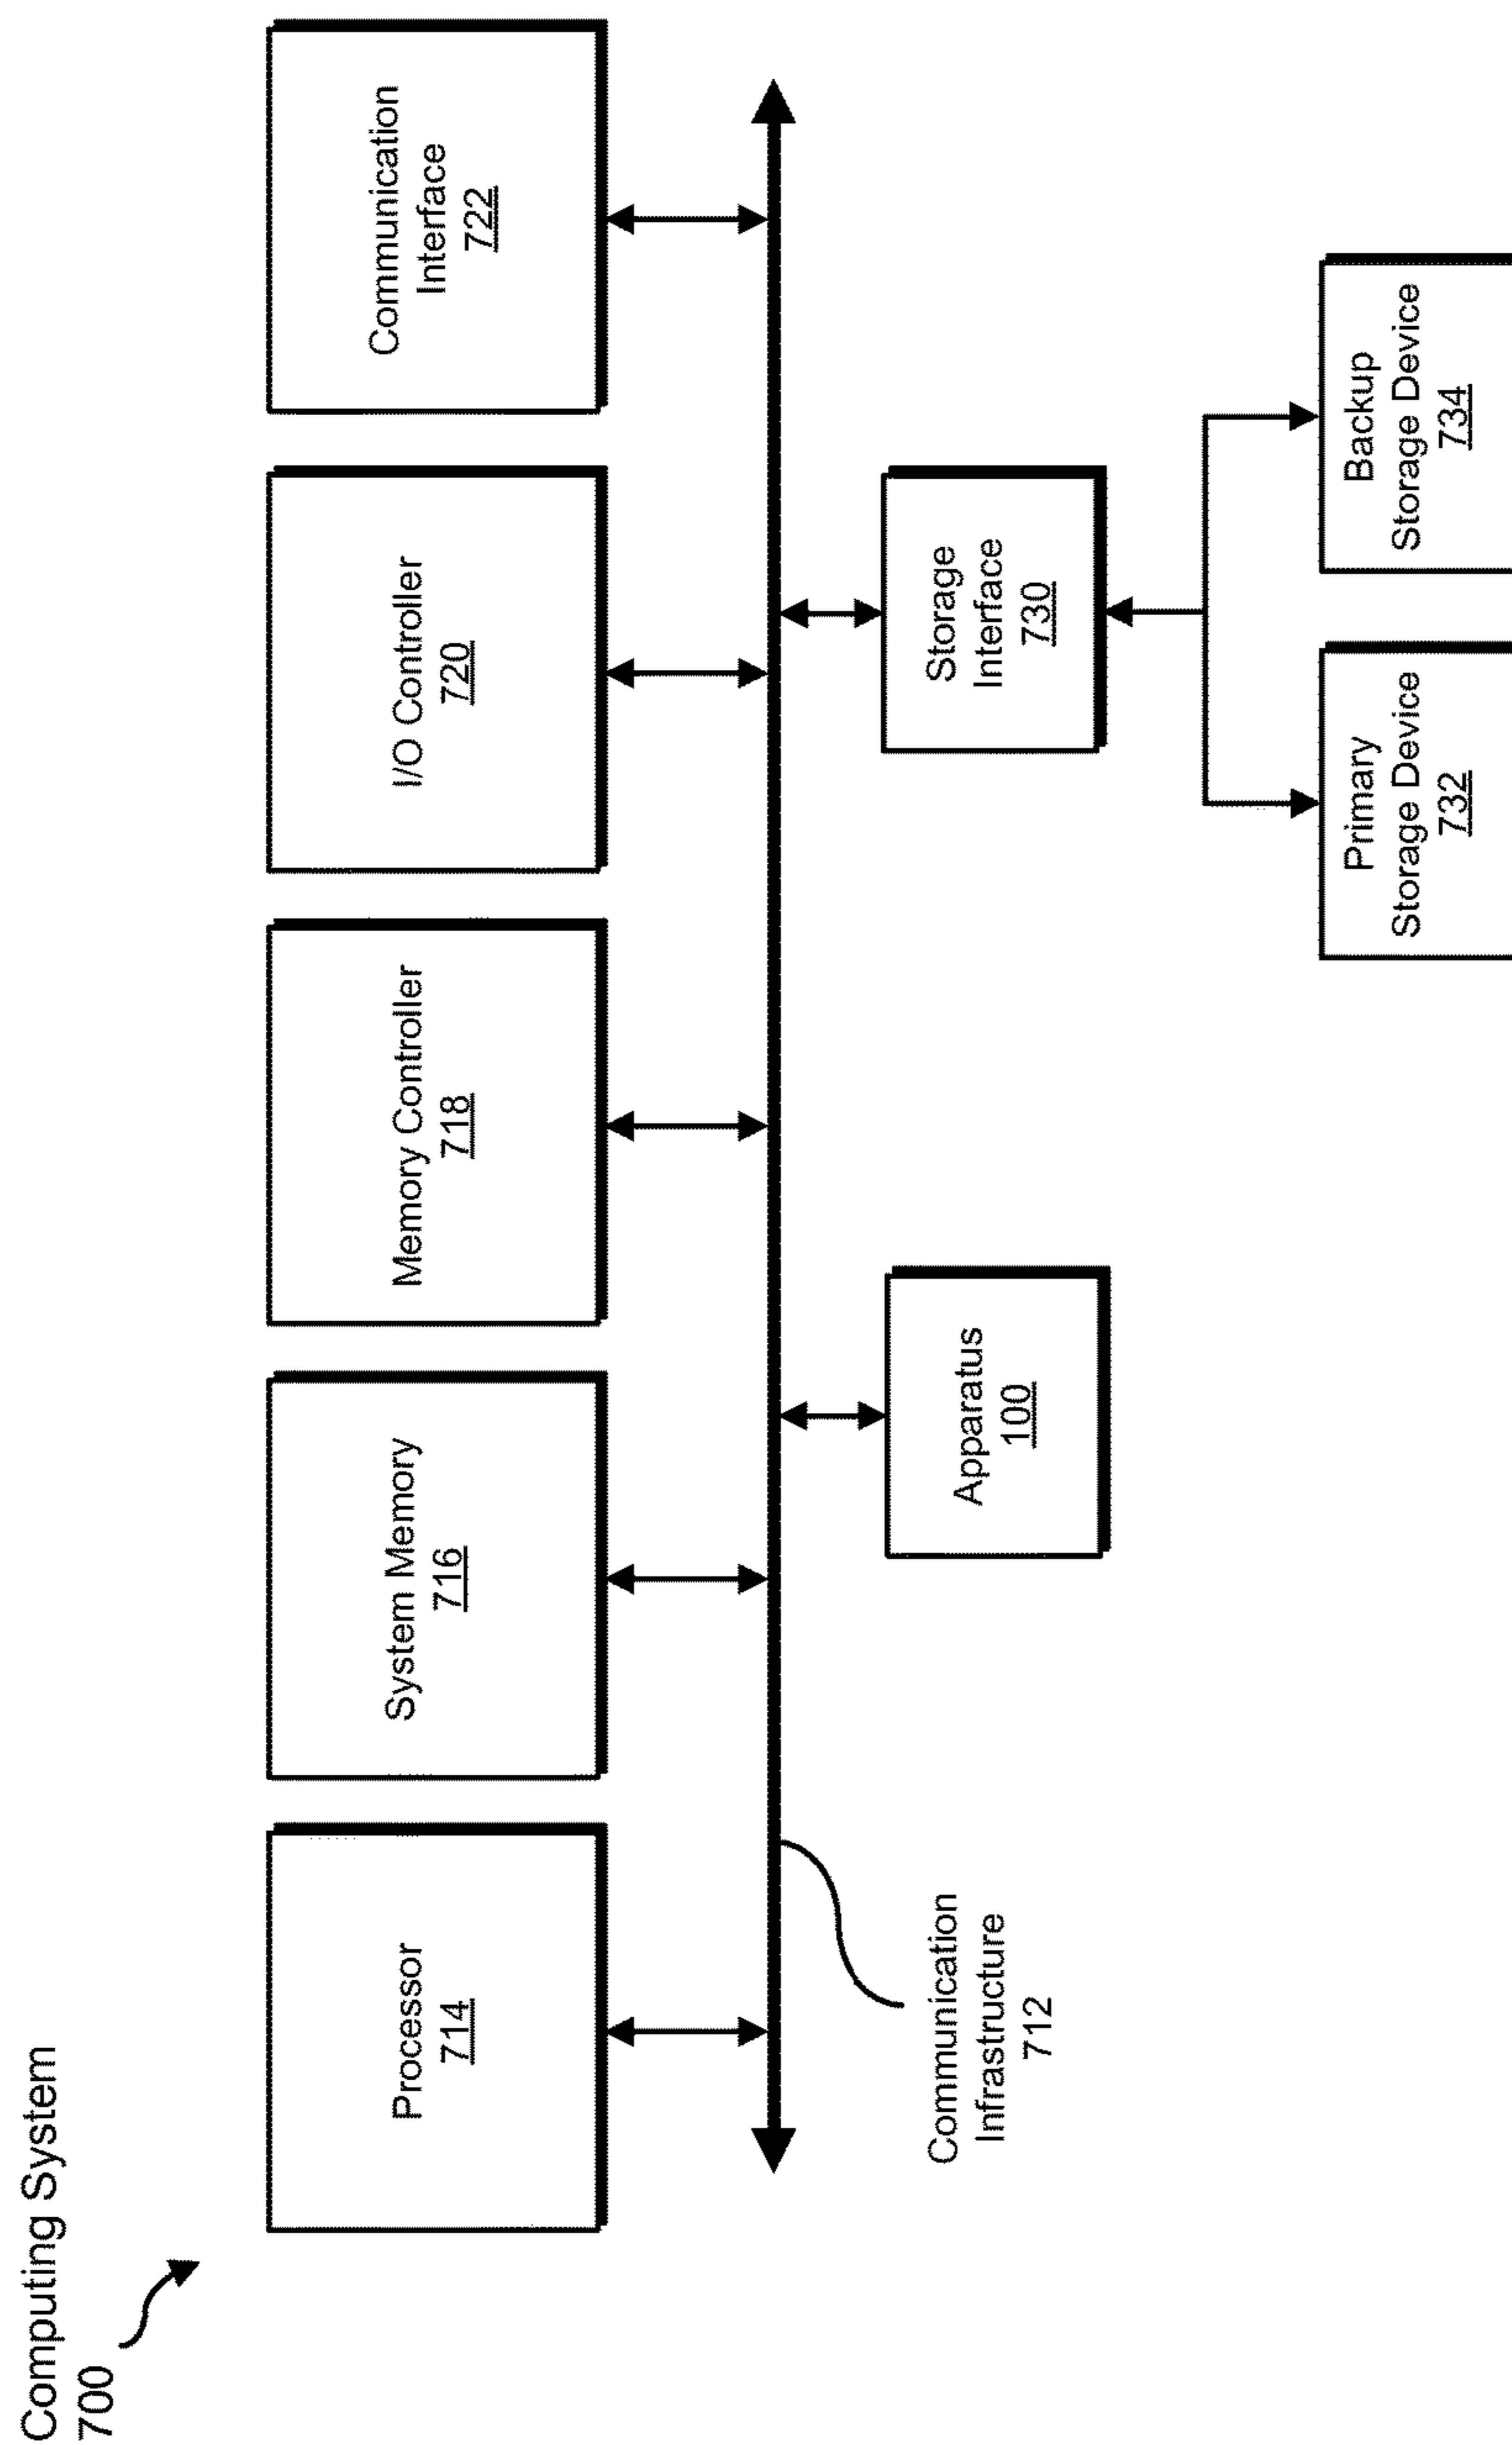 Computing System
700
Processor
714
System Memory
716
Memory Controller
718
I/O Controller
720
Communication
Interface
722
Communication
Infrastructure
712
Apparatus
100
Storage
Interface
730
Primary
Storage Device
732
Backup
Storage Device
734